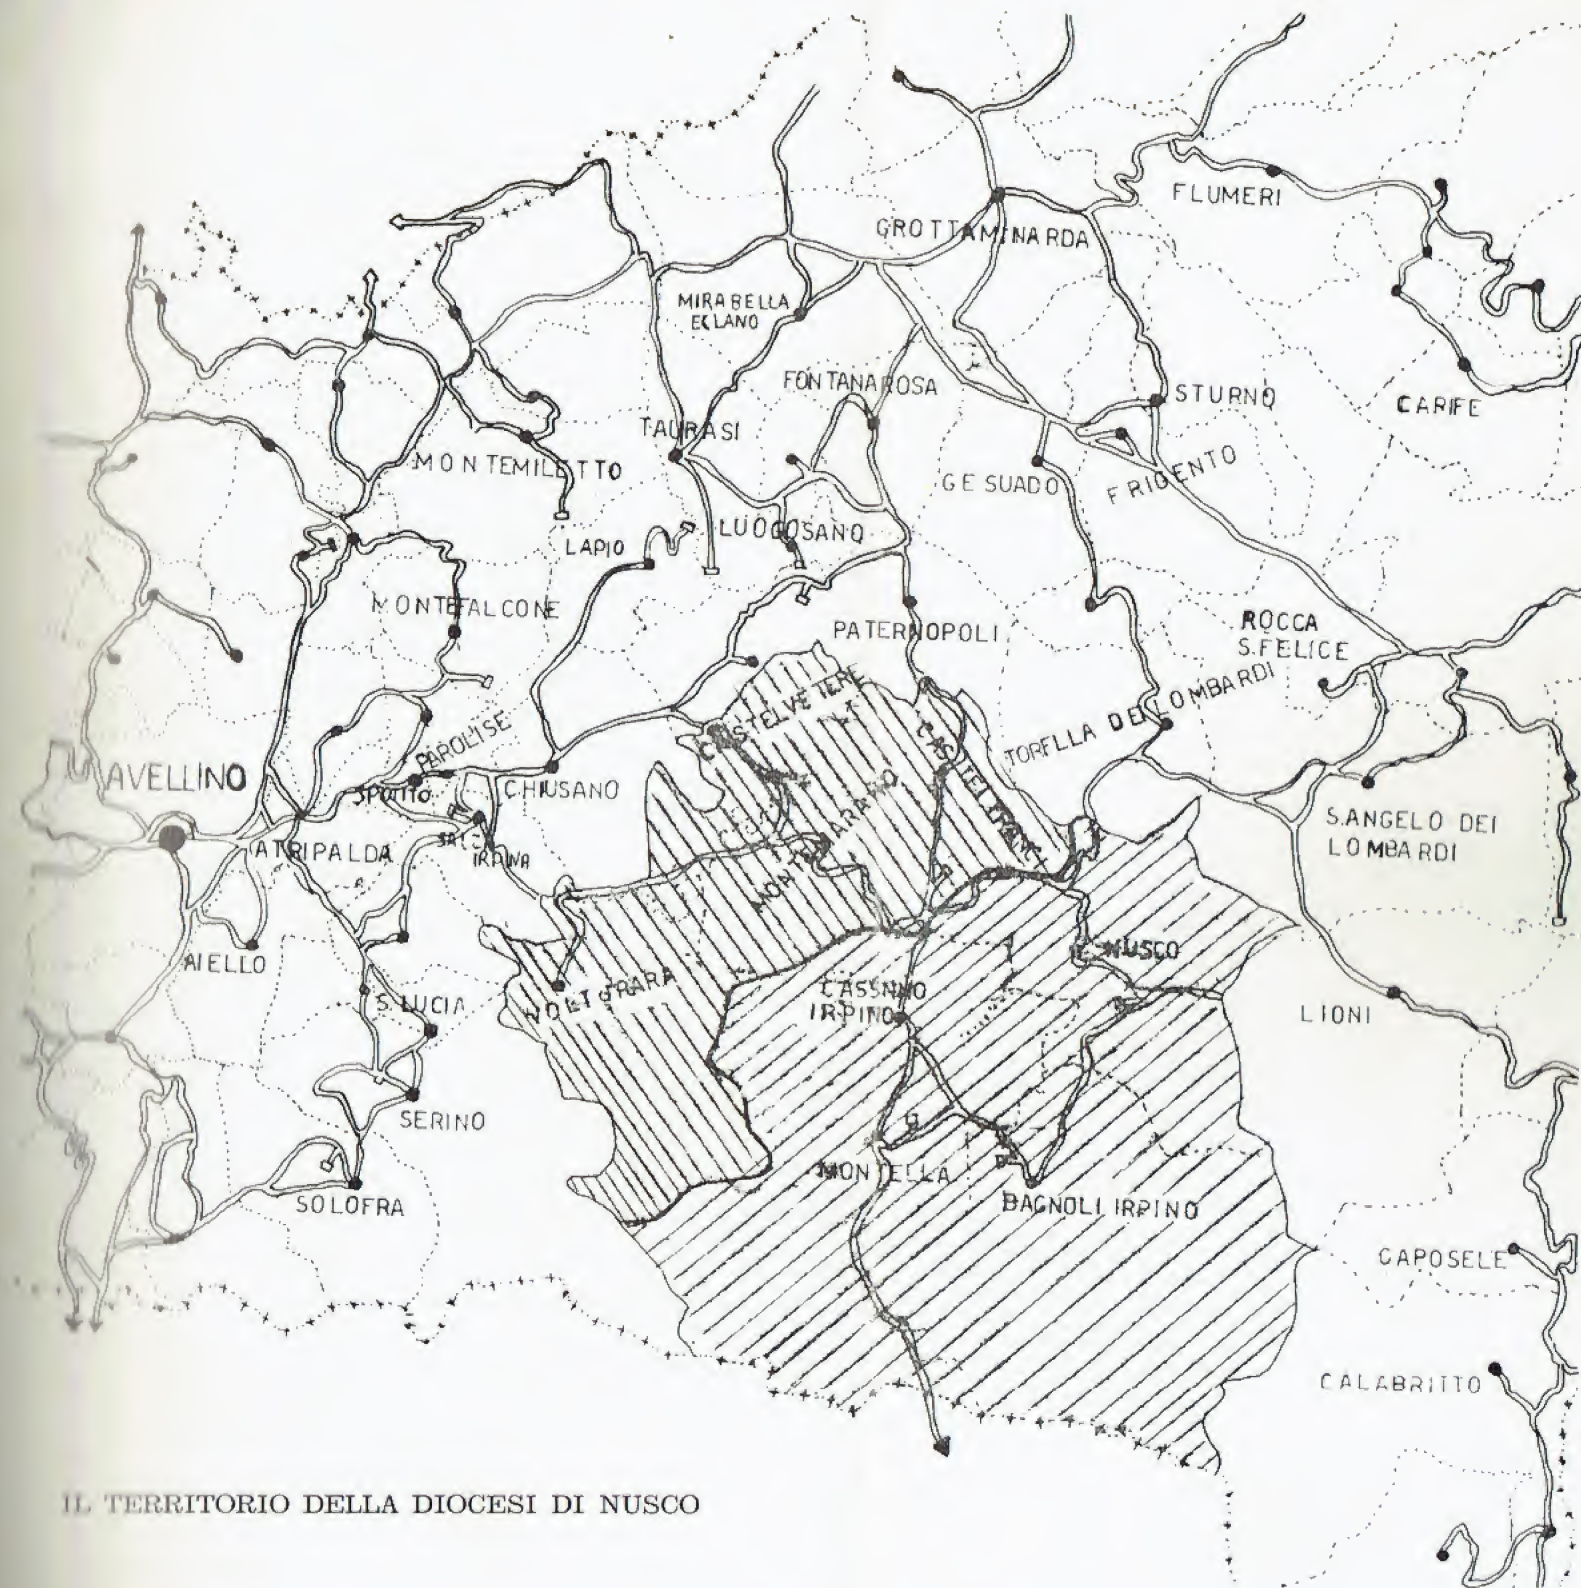 FLUMERI
GROTTAMINARDA
MIRABELLA
ECLANO
FONTANAROSA
STURNO
CARIFE
TAURASI
MONTEMILETTO
GESUADO
FRIGENTO
LUOGOSANO
LAPIO
MONTEFALCONE
PATERNOPOLI
ROCCA
S.FELICE
CASTELVETERE
TORELLA DEI LOMBARDI
PAROLISE
CASTELFRANCI
AVELLINO
CHIUSANO
SALZA
IRPINA
MONTEMARANO
S.ANGELO DEI
LOMBARDI
ATRIPALDA
NUSCO
AIELLO
CASSANO
IRPINO
S.LUCIA
LIONI
SERINO
MONTELLA
BAGNOLI IRPINO
SOLOFRA
CAPOSELE
CALABRITTO
IL TERRITORIO DELLA DIOCESI DI NUSCO